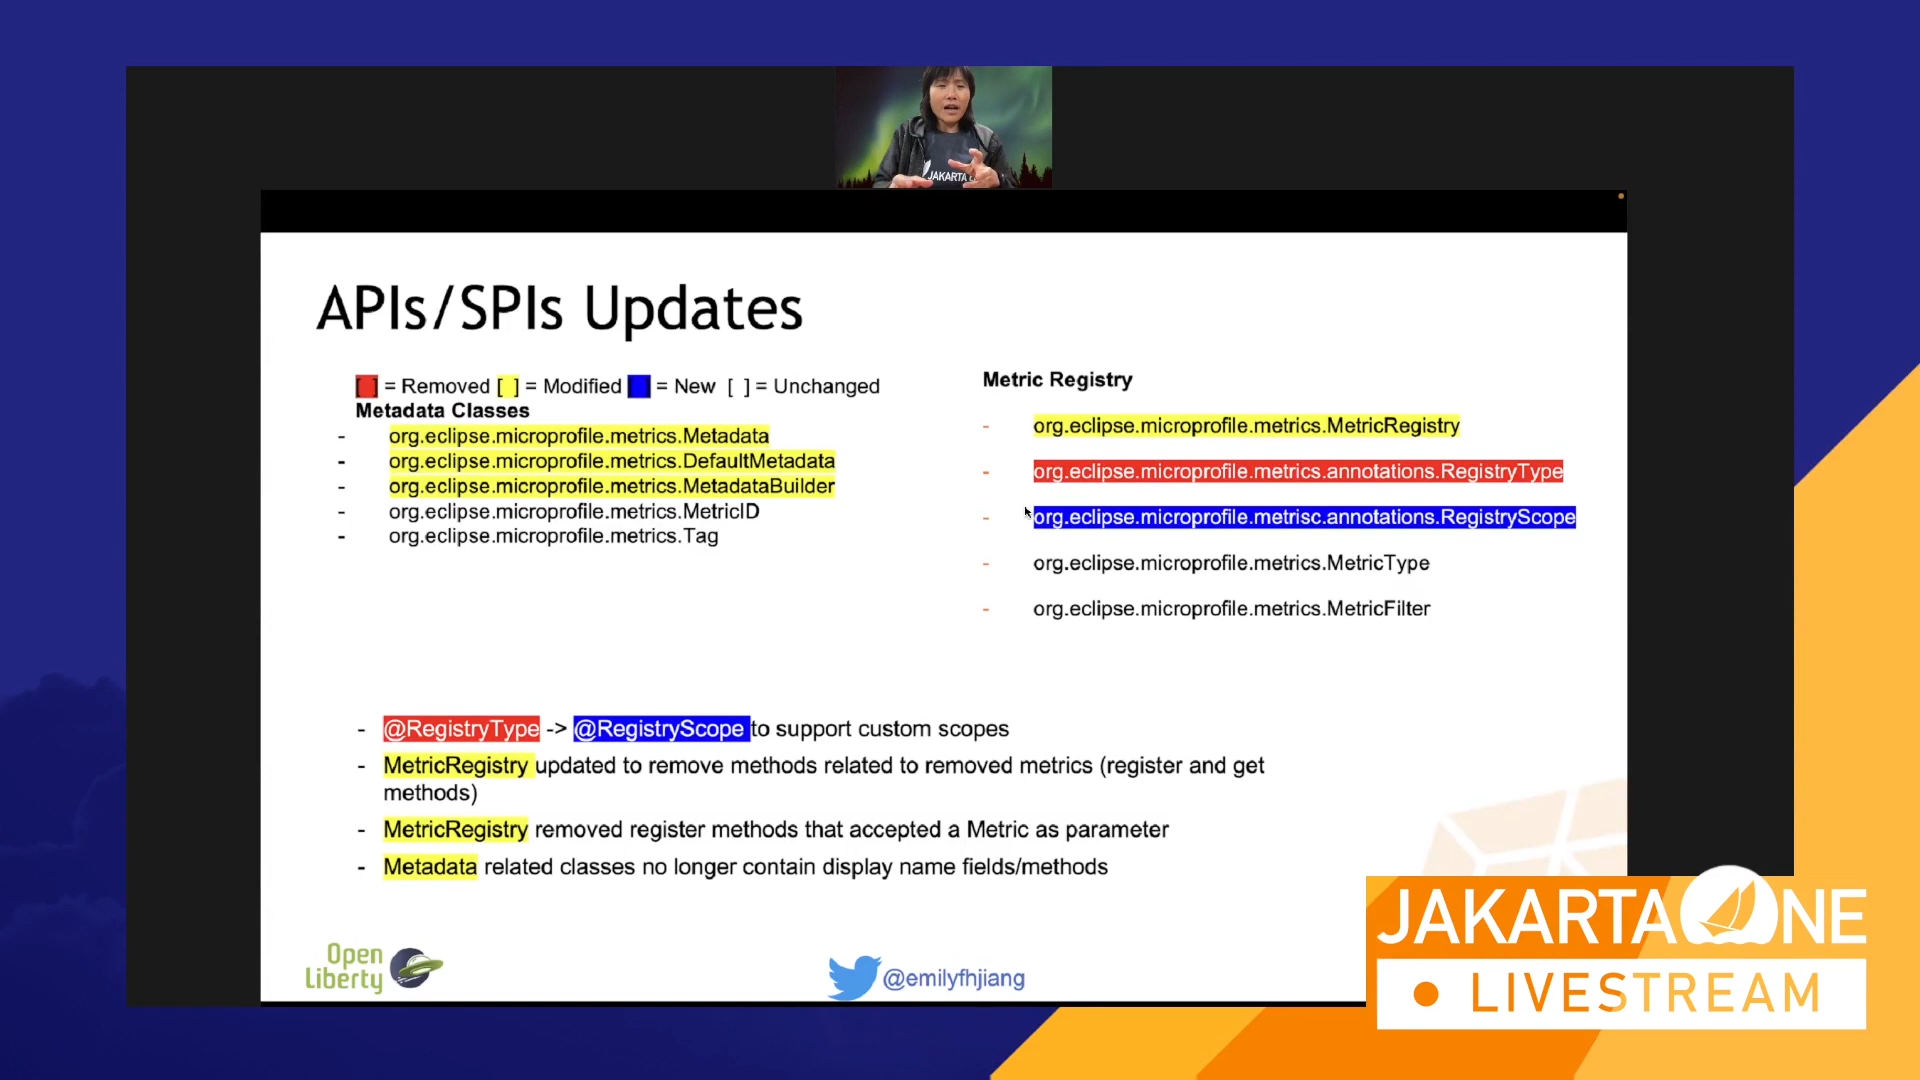 JAKARTA
APIs/SPIs Updates
[ ] = Removed [ ] = Modified [ ] = New [ ] = Unchanged
Metadata Classes
- org.eclipse.microprofile.metrics.Metadata
- org.eclipse.microprofile.metrics.DefaultMetadata
- org.eclipse.microprofile.metrics.MetadataBuilder
- org.eclipse.microprofile.metrics.MetricID
- org.eclipse.microprofile.metrics.Tag
Metric Registry
- org.eclipse.microprofile.metrics.MetricRegistry
- org.eclipse.microprofile.metrics.annotations.RegistryType
- org.eclipse.microprofile.metrisc.annotations.RegistryScope
- org.eclipse.microprofile.metrics.MetricType
- org.eclipse.microprofile.metrics.MetricFilter
- @RegistryType -> @RegistryScope to support custom scopes
- MetricRegistry updated to remove methods related to removed metrics (register and get
methods)
- MetricRegistry removed register methods that accepted a Metric as parameter
- Metadata related classes no longer contain display name fields/methods
Open
Liberty
@emilyfhjiang
JAKARTAONE
LIVESTREAM